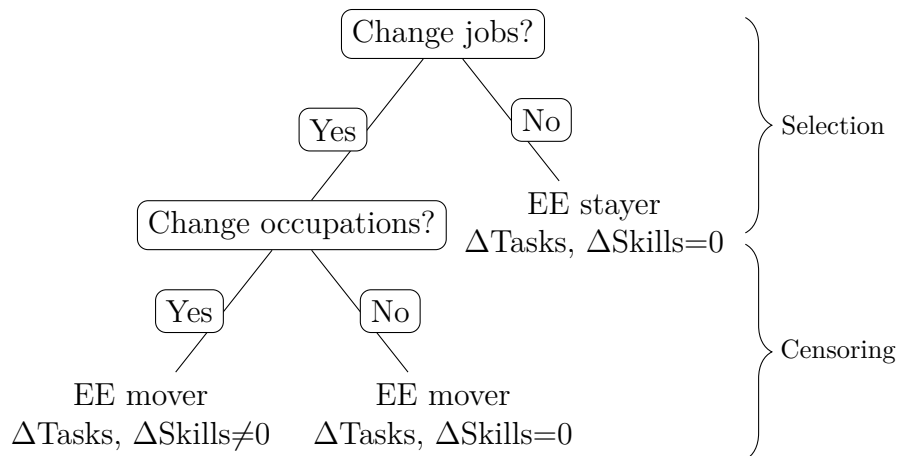 Change jobs?
Yes
No
Selection
EE stayer
ΔTasks, ΔSkills=0
Change occupations?
Yes
No
Censoring
EE mover
ΔTasks, ΔSkills≠0
EE mover
ΔTasks, ΔSkills=0